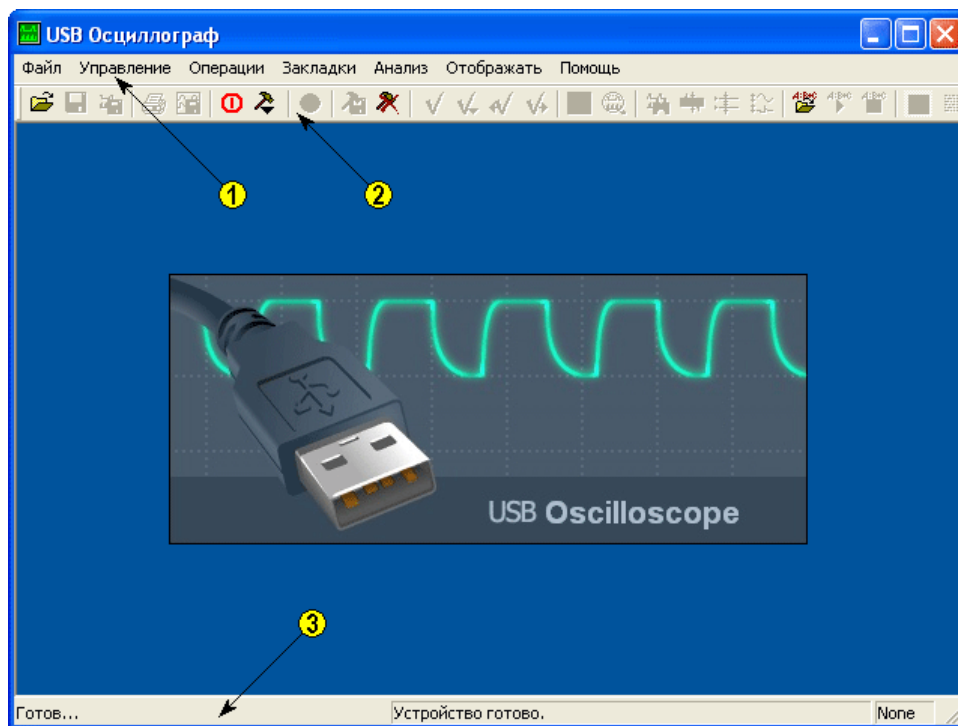 USB Осциллограф
Файл Управление Операции Закладки Анализ Отображать Помощь
1
2
USB Oscilloscope
3
Готов... Устройство готово. None